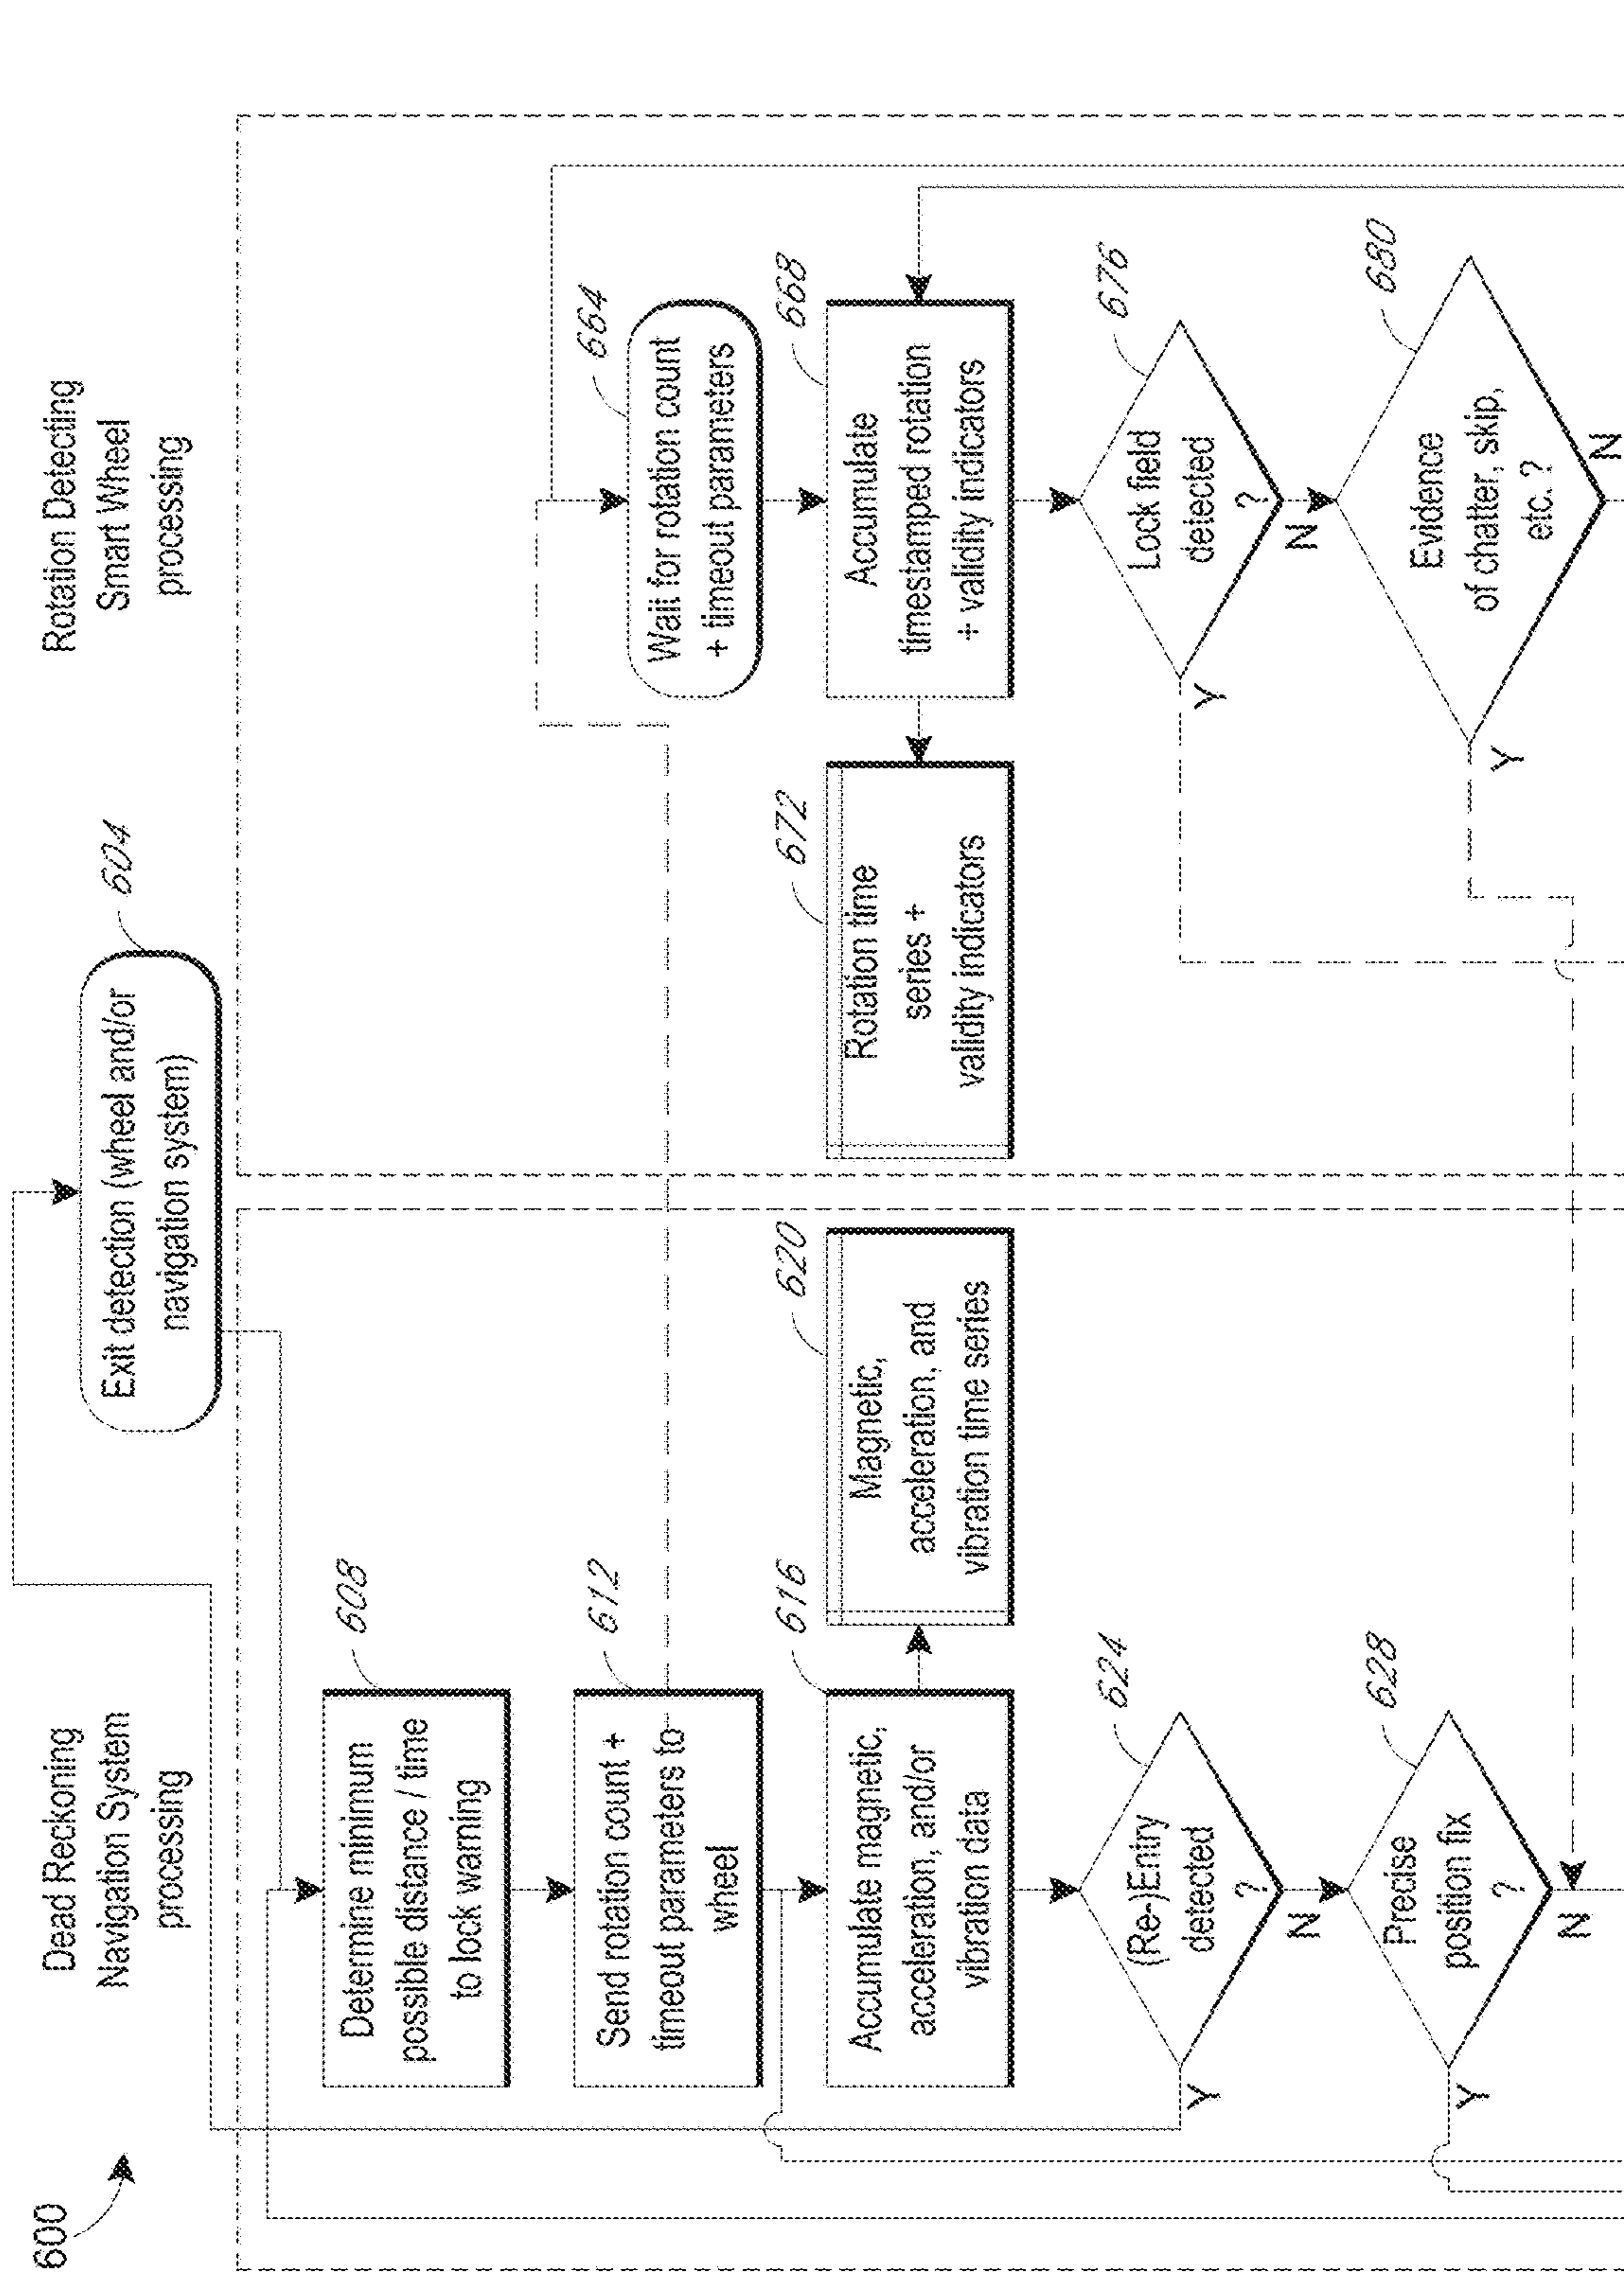 600
Dead Reckoning
Navigation System
processing
Rotation Detecting
Smart Wheel
processing
604
Exit detection (wheel and/or
navigation system)
608
Determine minimum
possible distance / time
to lock warning
612
Send rotation count +
timeout parameters to
wheel
616
Accumulate magnetic,
acceleration, and/or
vibration data
620
Magnetic,
acceleration, and
vibration time series
624
(Re-)Entry
detected
?
Y
N
628
Precise
position fix
?
Y
N
664
Wait for rotation count
+ timeout parameters
668
Accumulate
timestamped rotation
+ validity indicators
672
Rotation time
series +
validity indicators
676
Lock field
detected
?
Y
N
680
Evidence
of chatter, skip,
etc. ?
Y
N